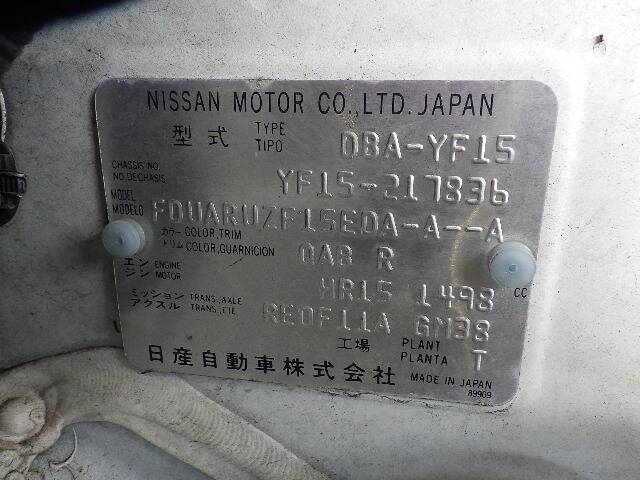 NISSAN MOTOR CO.,LTD. JAPAN
型式 TYPE TIPO DBA-YF15
CHASSIS NO NO DECHASIS YF15-217836
MODEL MODELO FDUARUZF15EDA-A--A
カラー COLOR,TRIM
トリム COLOR,GUARNICION QAB R
エンジン ENGINE MOTOR HR15 1498 CC
ミッション TRANS.,AXLE
アクスル TRANS.,EJE RE0F11A GM38
工場 PLANT PLANTA T
日産自動車株式会社 MADE IN JAPAN
89909